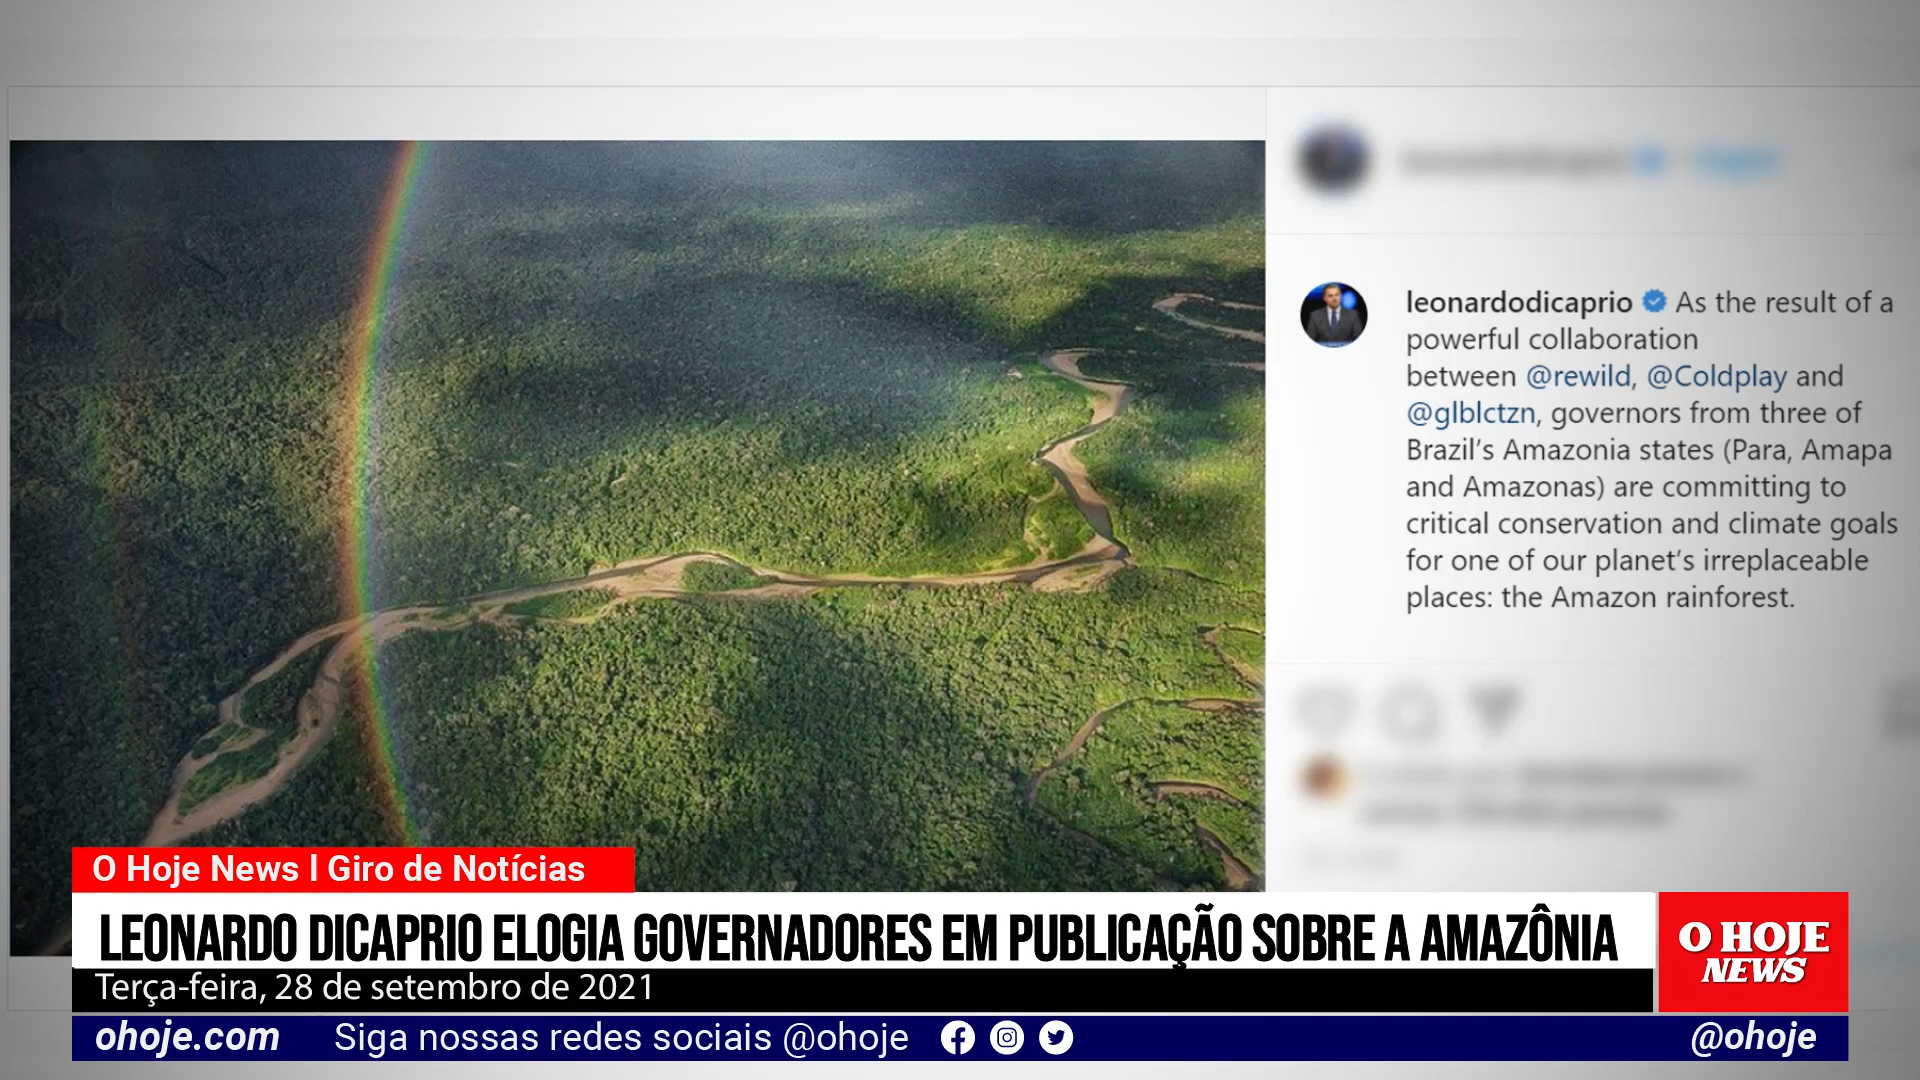 leonardodicaprio As the result of a
powerful collaboration
between @rewild, @Coldplay and
@glblctzn, governors from three of
Brazil’s Amazonia states (Para, Amapa
and Amazonas) are committing to
critical conservation and climate goals
for one of our planet’s irreplaceable
places: the Amazon rainforest.
O Hoje News l Giro de Notícias
LEONARDO DICAPRIO ELOGIA GOVERNADORES EM PUBLICAÇÃO SOBRE A AMAZÔNIA
Terça-feira, 28 de setembro de 2021
O HOJE
NEWS
ohoje.com Siga nossas redes sociais @ohoje @ohoje